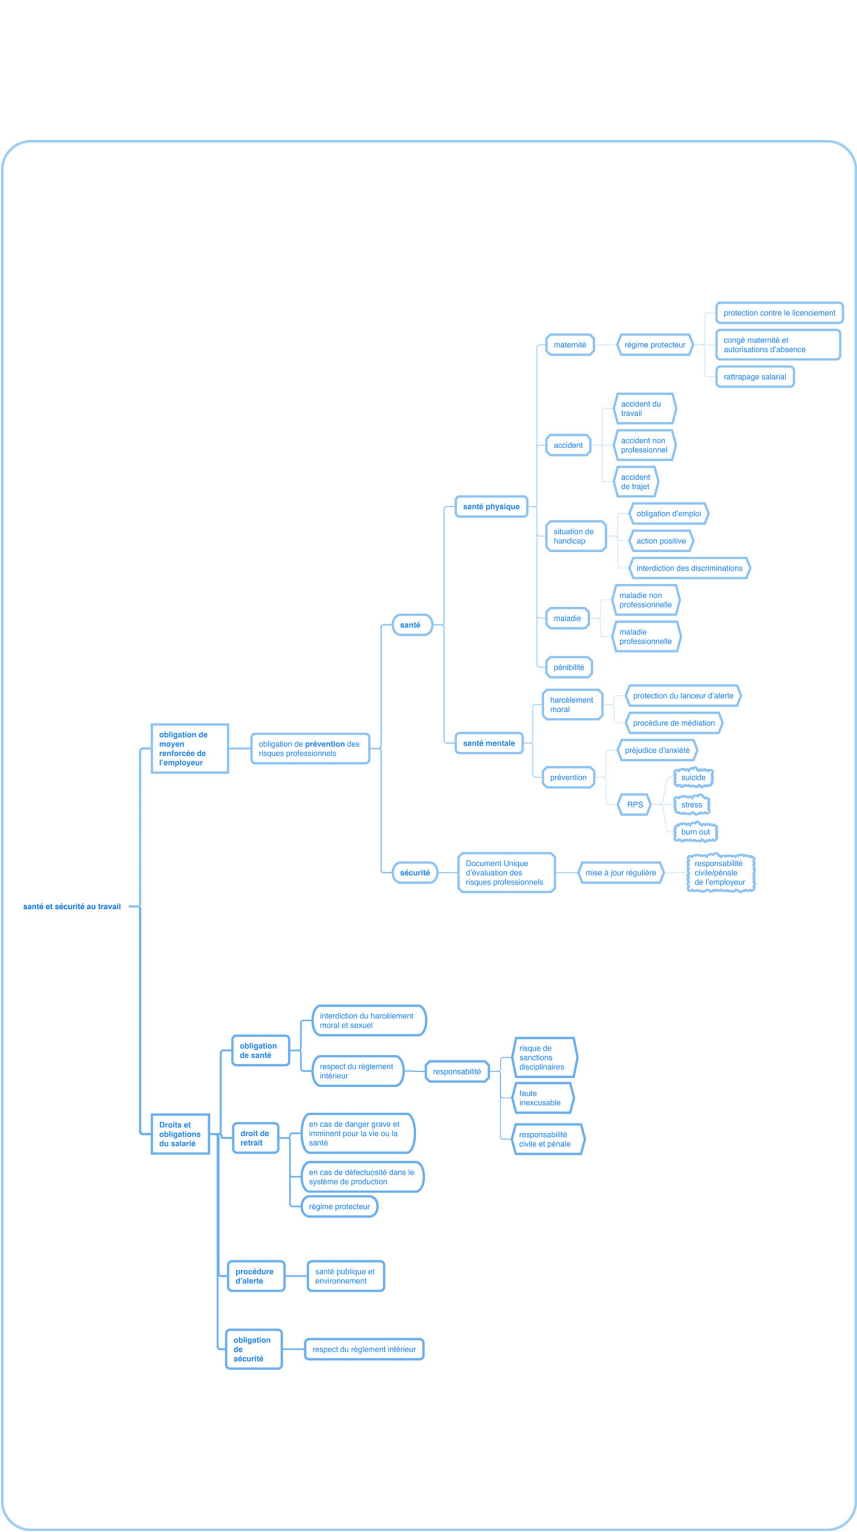 santé et sécurité au travail
obligation de
moyen
renforcée de
l'employeur
obligation de prévention des
risques professionnels
santé
santé physique
maternité
régime protecteur
protection contre le licenciement
congé maternité et
autorisations d'absence
rattrapage salarial
accident
accident du
travail
accident non
professionnel
accident
de trajet
situation de
handicap
obligation d'emploi
action positive
interdiction des discriminations
maladie
maladie non
professionnelle
maladie
professionnelle
pénibilité
santé mentale
harcèlement
moral
protection du lanceur d'alerte
procédure de médiation
prévention
préjudice d'anxiété
RPS
suicide
stress
burn out
sécurité
Document Unique
d'évaluation des
risques professionnels
mise à jour régulière
responsabilité
civile/pénale
de l'employeur
Droits et
obligations
du salarié
obligation
de santé
interdiction du harcèlement
moral et sexuel
respect du règlement
intérieur
responsabilité
risque de
sanctions
disciplinaires
faute
inexcusable
responsabilité
civile et pénale
droit de
retrait
en cas de danger grave et
imminent pour la vie ou la
santé
en cas de défectuosité dans le
système de production
régime protecteur
procédure
d'alerte
santé publique et
environnement
obligation
de
sécurité
respect du règlement intérieur